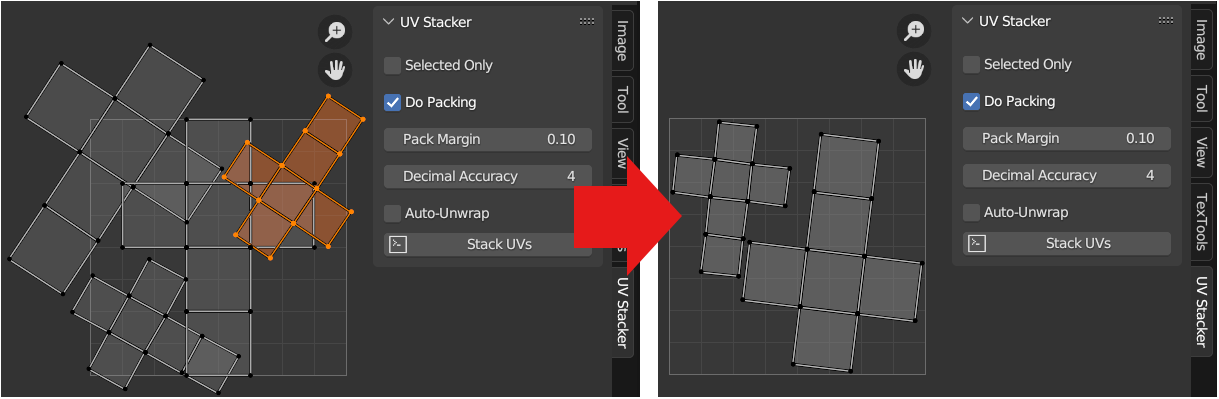 UV Stacker
Selected Only
Do Packing
Pack Margin 0.10
Decimal Accuracy 4
Auto-Unwrap
Stack UVs
Image
Tool
View
UV Stacker
UV Stacker
Selected Only
Do Packing
Pack Margin 0.10
Decimal Accuracy 4
Auto-Unwrap
Stack UVs
Image
Tool
View
TexTools
UV Stacker